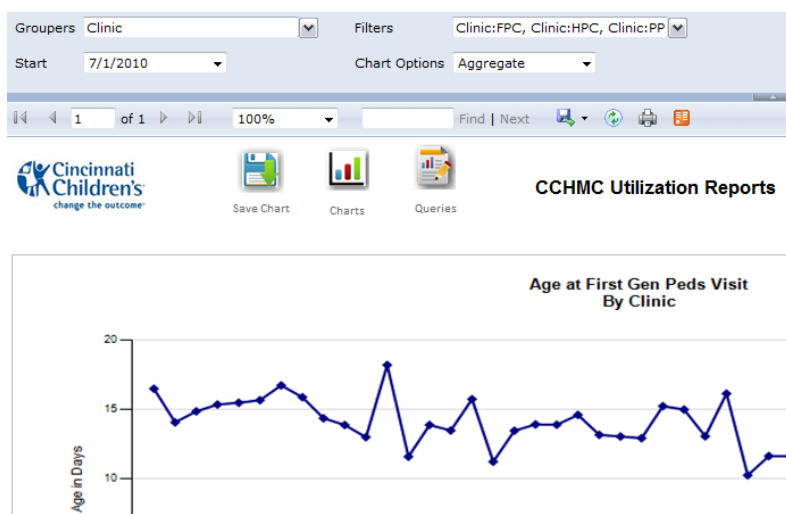 Groupers Clinic Filters Clinic:FPC, Clinic:HPC, Clinic:PP
Start 7/1/2010 Chart Options Aggregate
1 of 1 100% Find | Next
Cincinnati
Children's
change the outcome
Save Chart Charts Queries
CCHMC Utilization Reports
Age at First Gen Peds Visit
By Clinic
20
15
10
Age in Days